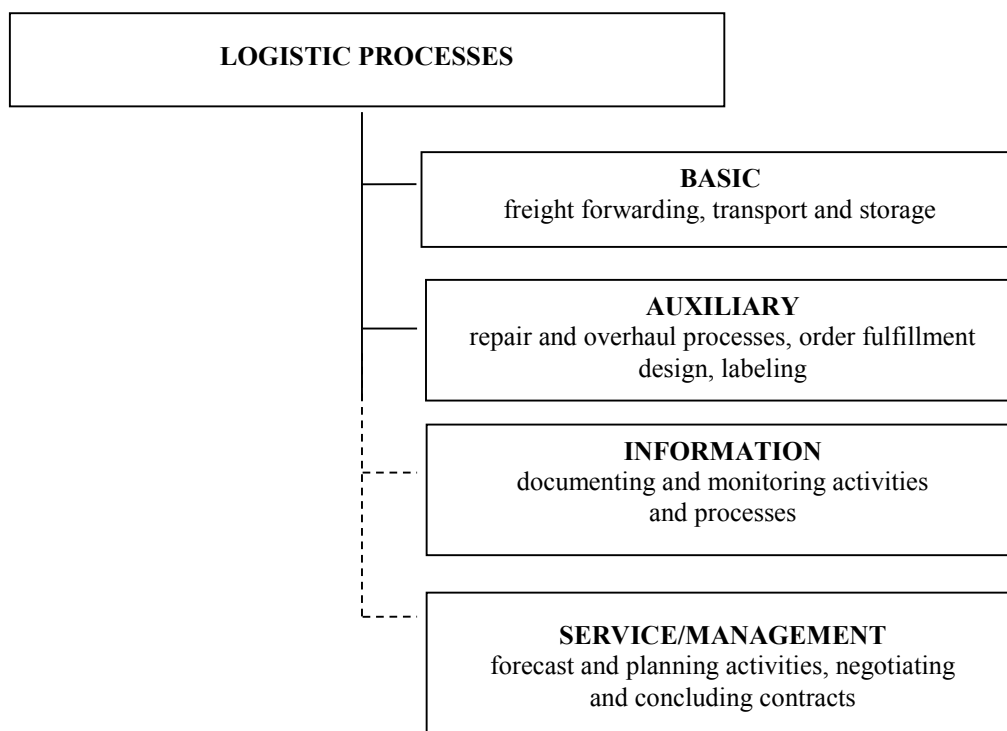 LOGISTIC PROCESSES
BASIC
freight forwarding, transport and storage
AUXILIARY
repair and overhaul processes, order fulfillment
design, labeling
INFORMATION
documenting and monitoring activities
and processes
SERVICE/MANAGEMENT
forecast and planning activities, negotiating
and concluding contracts